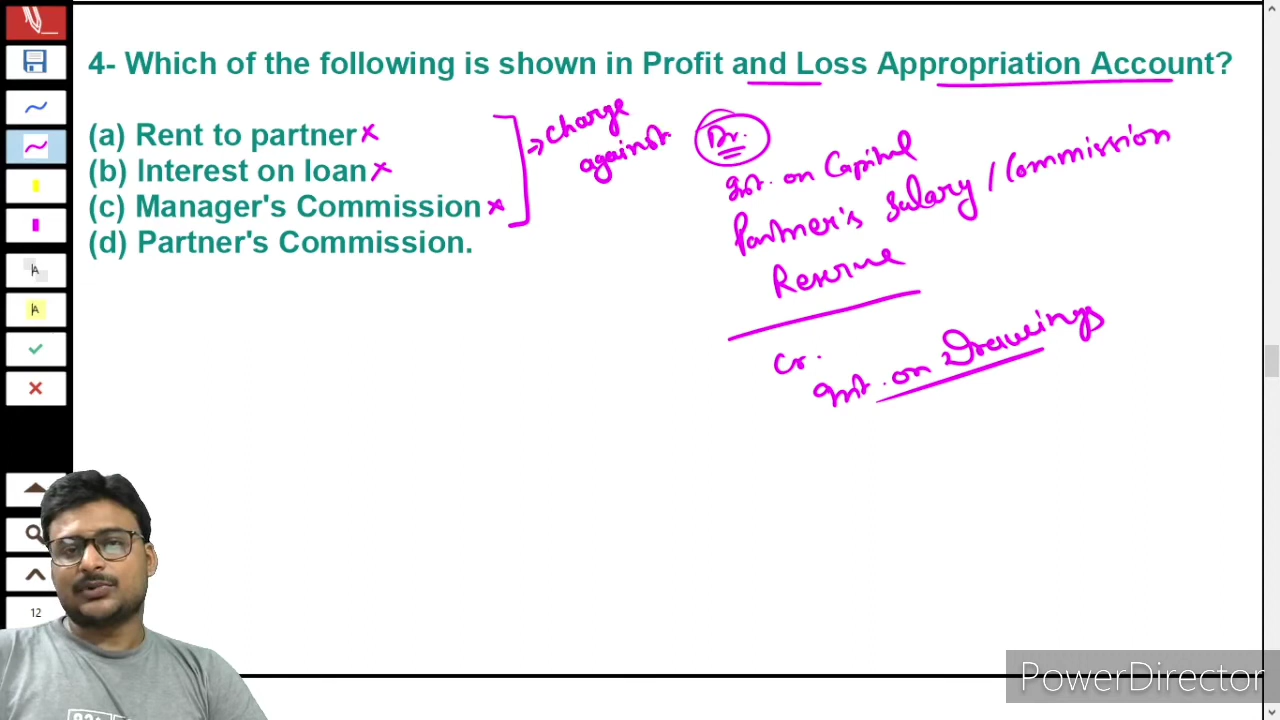 4- Which of the following is shown in Profit and Loss Appropriation Account?
(a) Rent to partner x
(b) Interest on loan x
(c) Manager's Commission x
(d) Partner's Commission.
charge
against
Dr.
Int. on Capital
Partner's Salary / Commission
Reserve
Cr.
Int. on Drawings
12
PowerDirector